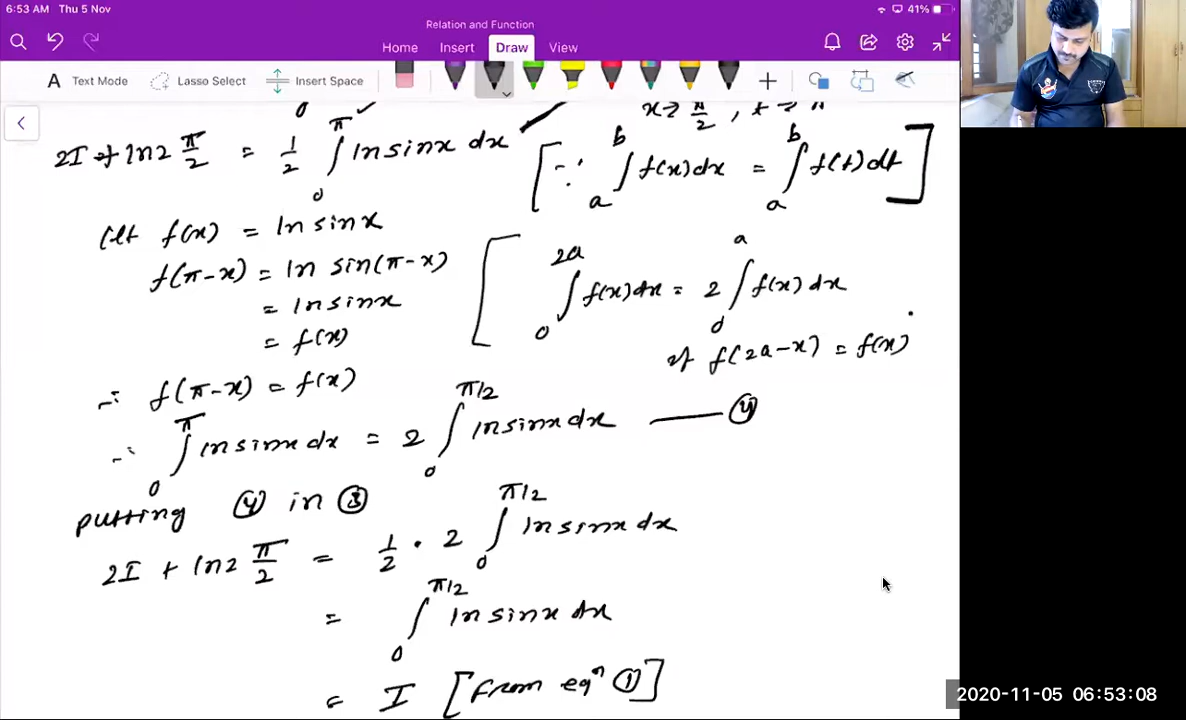 6:53 AM Thu 5 Nov
41%
Relation and Function
Home Insert Draw View
A Text Mode Lasso Select Insert Space
0
x→ π/2 , t → π
2I + ln2 π/2 = 1/2 ∫₀^π ln sinx dx
[∵ ∫ₐᵇ f(x)dx = ∫ₐᵇ f(t)dt]
Let f(x) = ln sinx
f(π-x) = ln sin(π-x)
= ln sinx
= f(x)
[ ∫₀^2a f(x)dx = 2 ∫₀^a f(x)dx
if f(2a-x) = f(x)
∴ f(π-x) = f(x)
∴ ∫₀^π ln sinx dx = 2 ∫₀^π/2 ln sinx dx —— ④
putting ④ in ③
2I + ln2 π/2 = 1/2 · 2 ∫₀^π/2 ln sinx dx
= ∫₀^π/2 ln sinx dx
= I [from eqⁿ ①]
2020-11-05 06:53:08